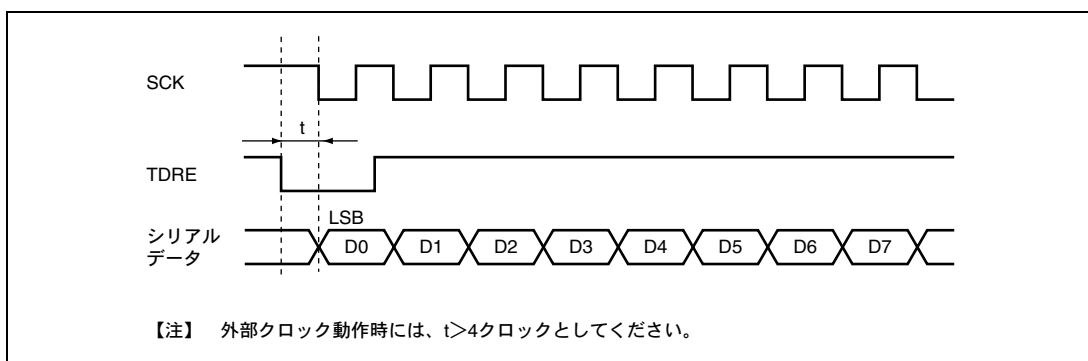 SCK
t
TDRE
LSB
シリアル
データ
D0 D1 D2 D3 D4 D5 D6 D7
【注】 外部クロック動作時には、t＞4クロックとしてください。